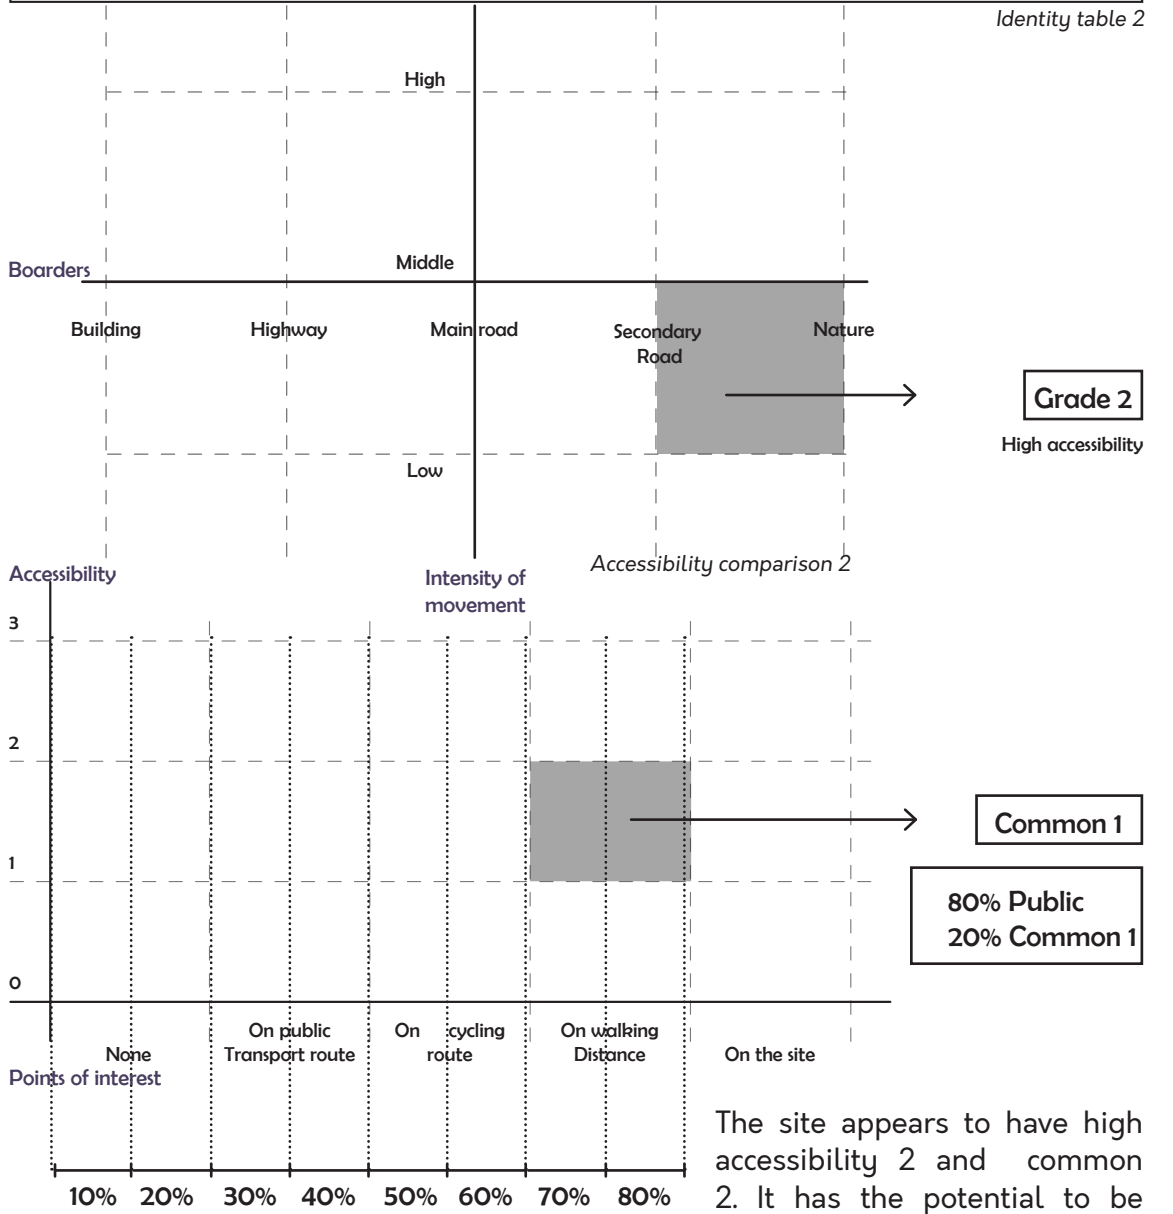 Identity table 2
High
Boarders
Middle
Building Highway Main road Secondary Nature
Road
Grade 2
High accessibility
Low
Accessibility comparison 2
Accessibility
Intensity of
movement
3
2
1
Common 1
80% Public
20% Common 1
0
On public On cycling On walking
None Transport route route Distance On the site
Points of interest
10% 20% 30% 40% 50% 60% 70% 80%
The site appears to have high
accessibility 2 and common
2. It has the potential to be